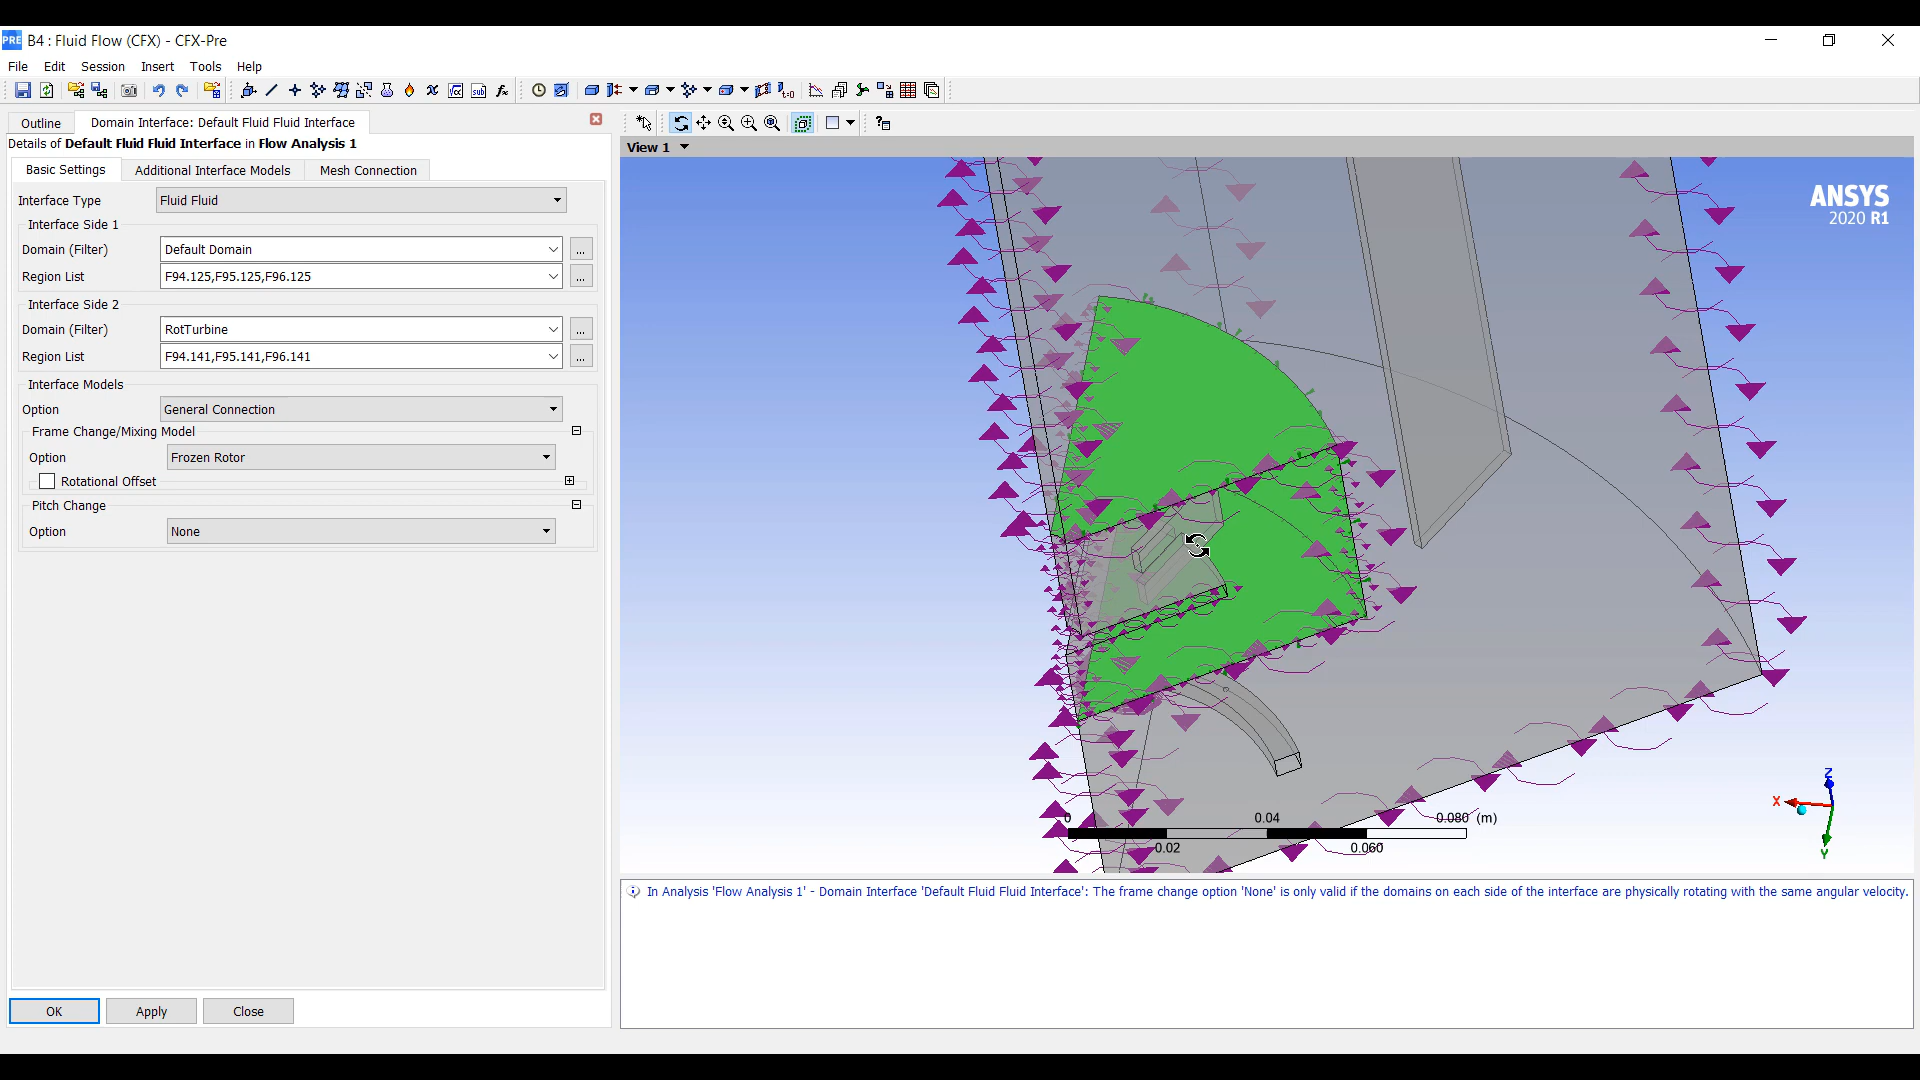 PRE B4 : Fluid Flow (CFX) - CFX-Pre
File Edit Session Insert Tools Help
Outline Domain Interface: Default Fluid Fluid Interface
Details of Default Fluid Fluid Interface in Flow Analysis 1
Basic Settings Additional Interface Models Mesh Connection
Interface Type Fluid Fluid
Interface Side 1
Domain (Filter) Default Domain ...
Region List F94.125,F95.125,F96.125 ...
Interface Side 2
Domain (Filter) RotTurbine ...
Region List F94.141,F95.141,F96.141 ...
Interface Models
Option General Connection
Frame Change/Mixing Model
Option Frozen Rotor
Rotational Offset
Pitch Change
Option None
OK Apply Close
View 1
ANSYS
2020 R1
Z
X
Y
0 0.04 0.080 (m)
0.02 0.060
In Analysis 'Flow Analysis 1' - Domain Interface 'Default Fluid Fluid Interface': The frame change option 'None' is only valid if the domains on each side of the interface are physically rotating with the same angular velocity.